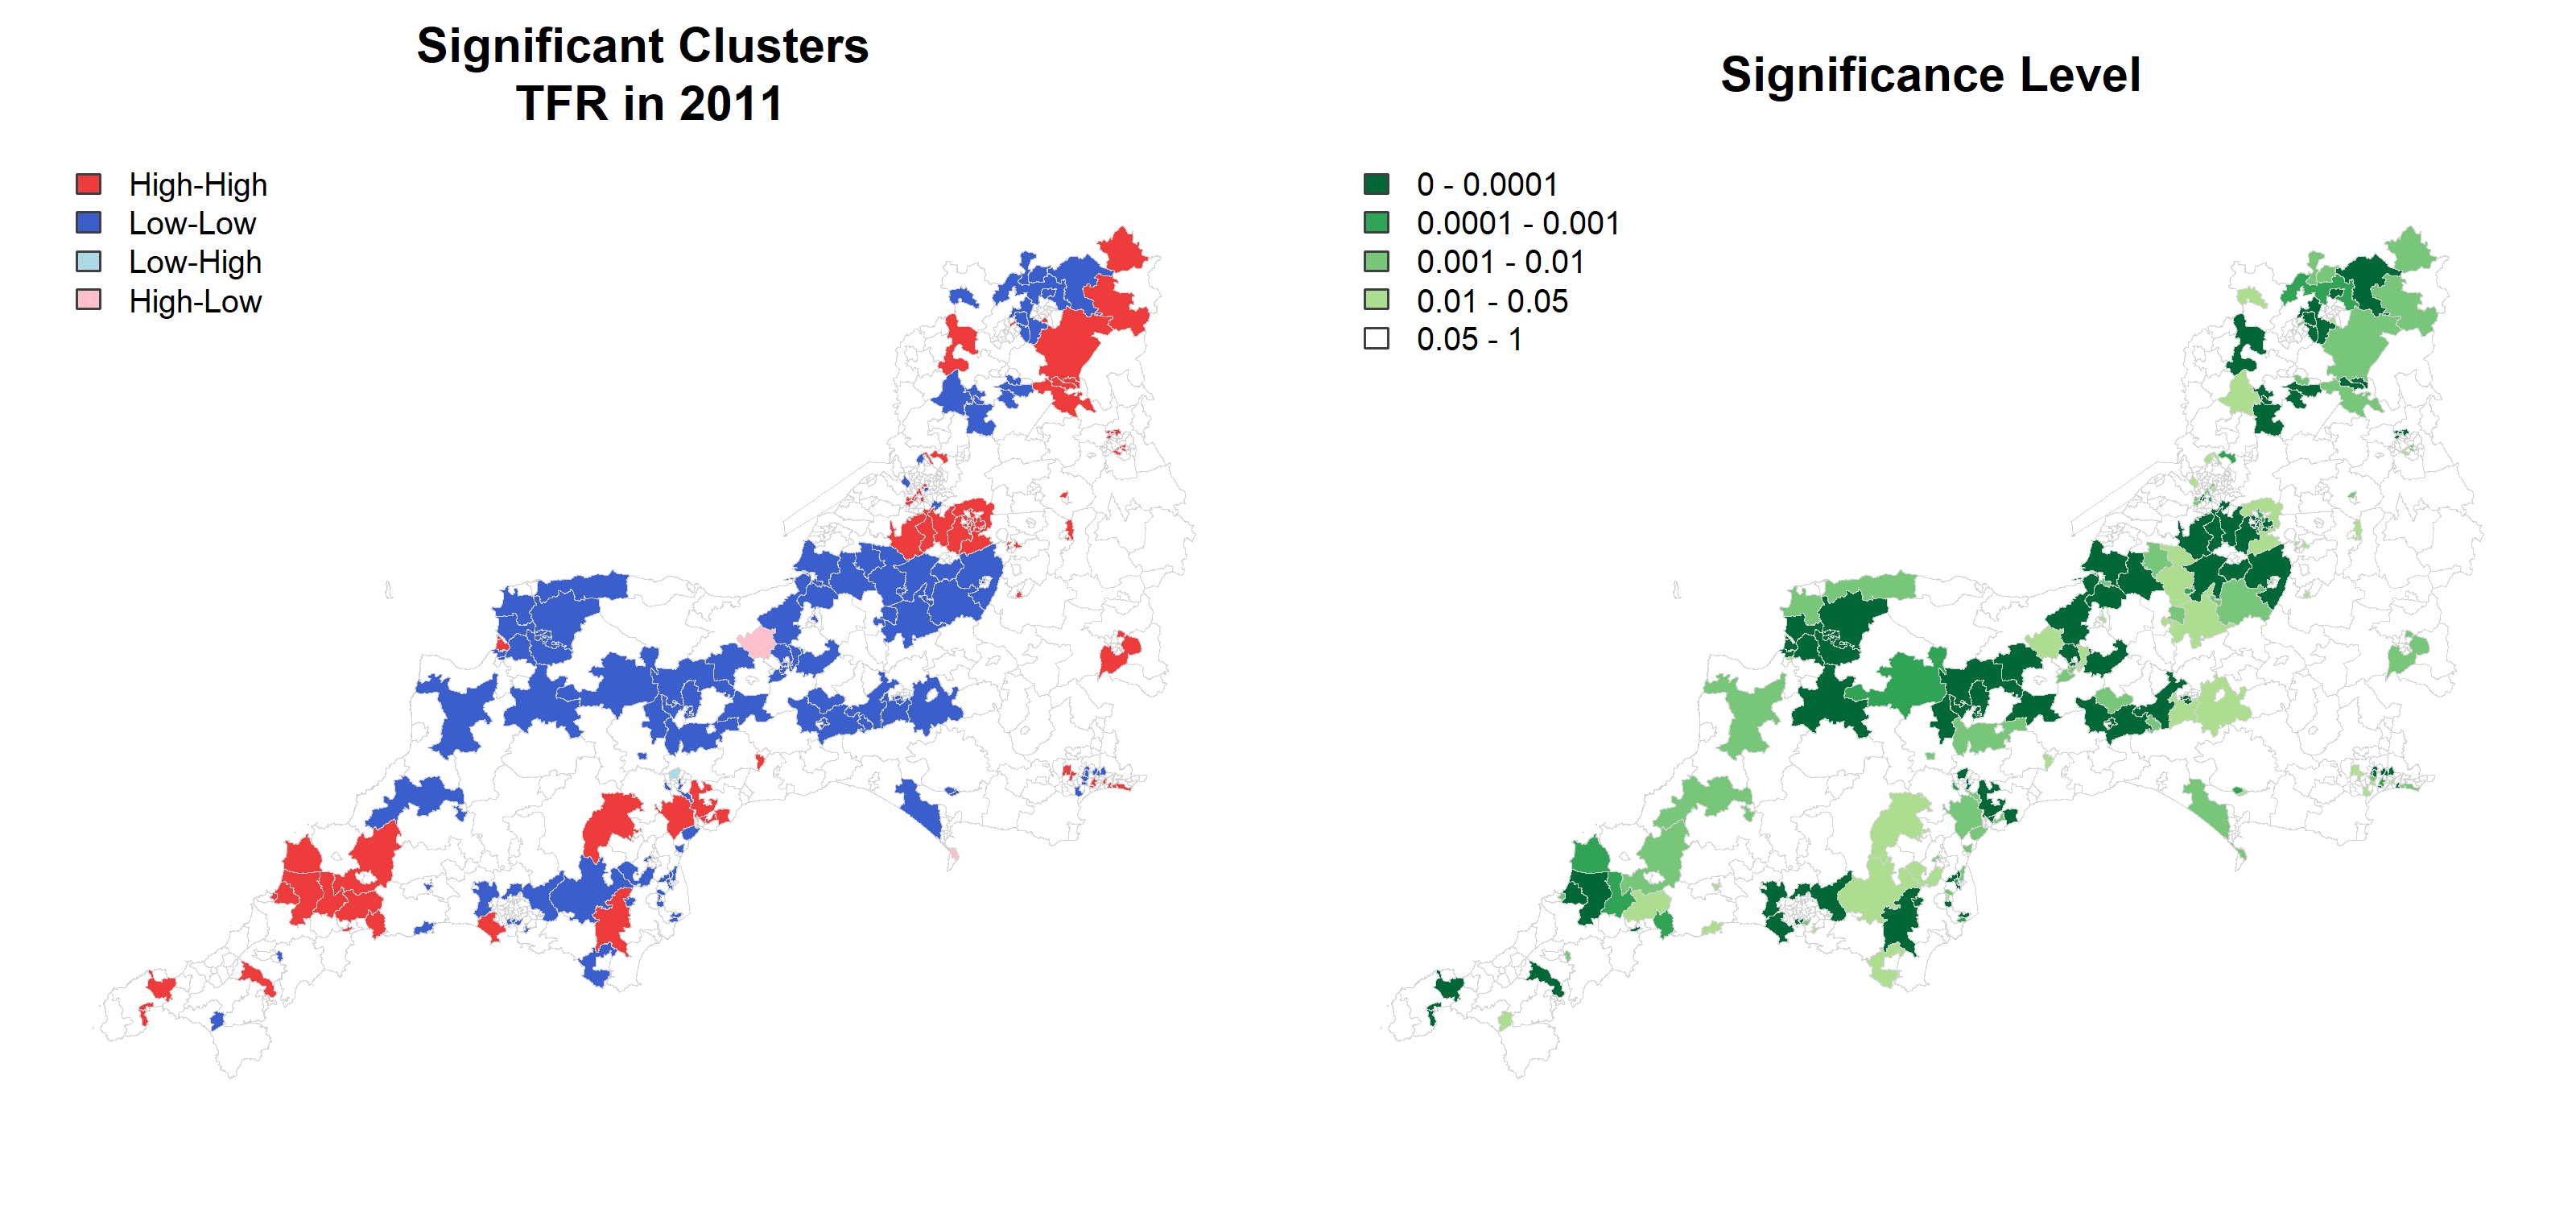 Significant Clusters
TFR in 2011
High-High
Low-Low
Low-High
High-Low
Significance Level
0 - 0.0001
0.0001 - 0.001
0.001 - 0.01
0.01 - 0.05
0.05 - 1